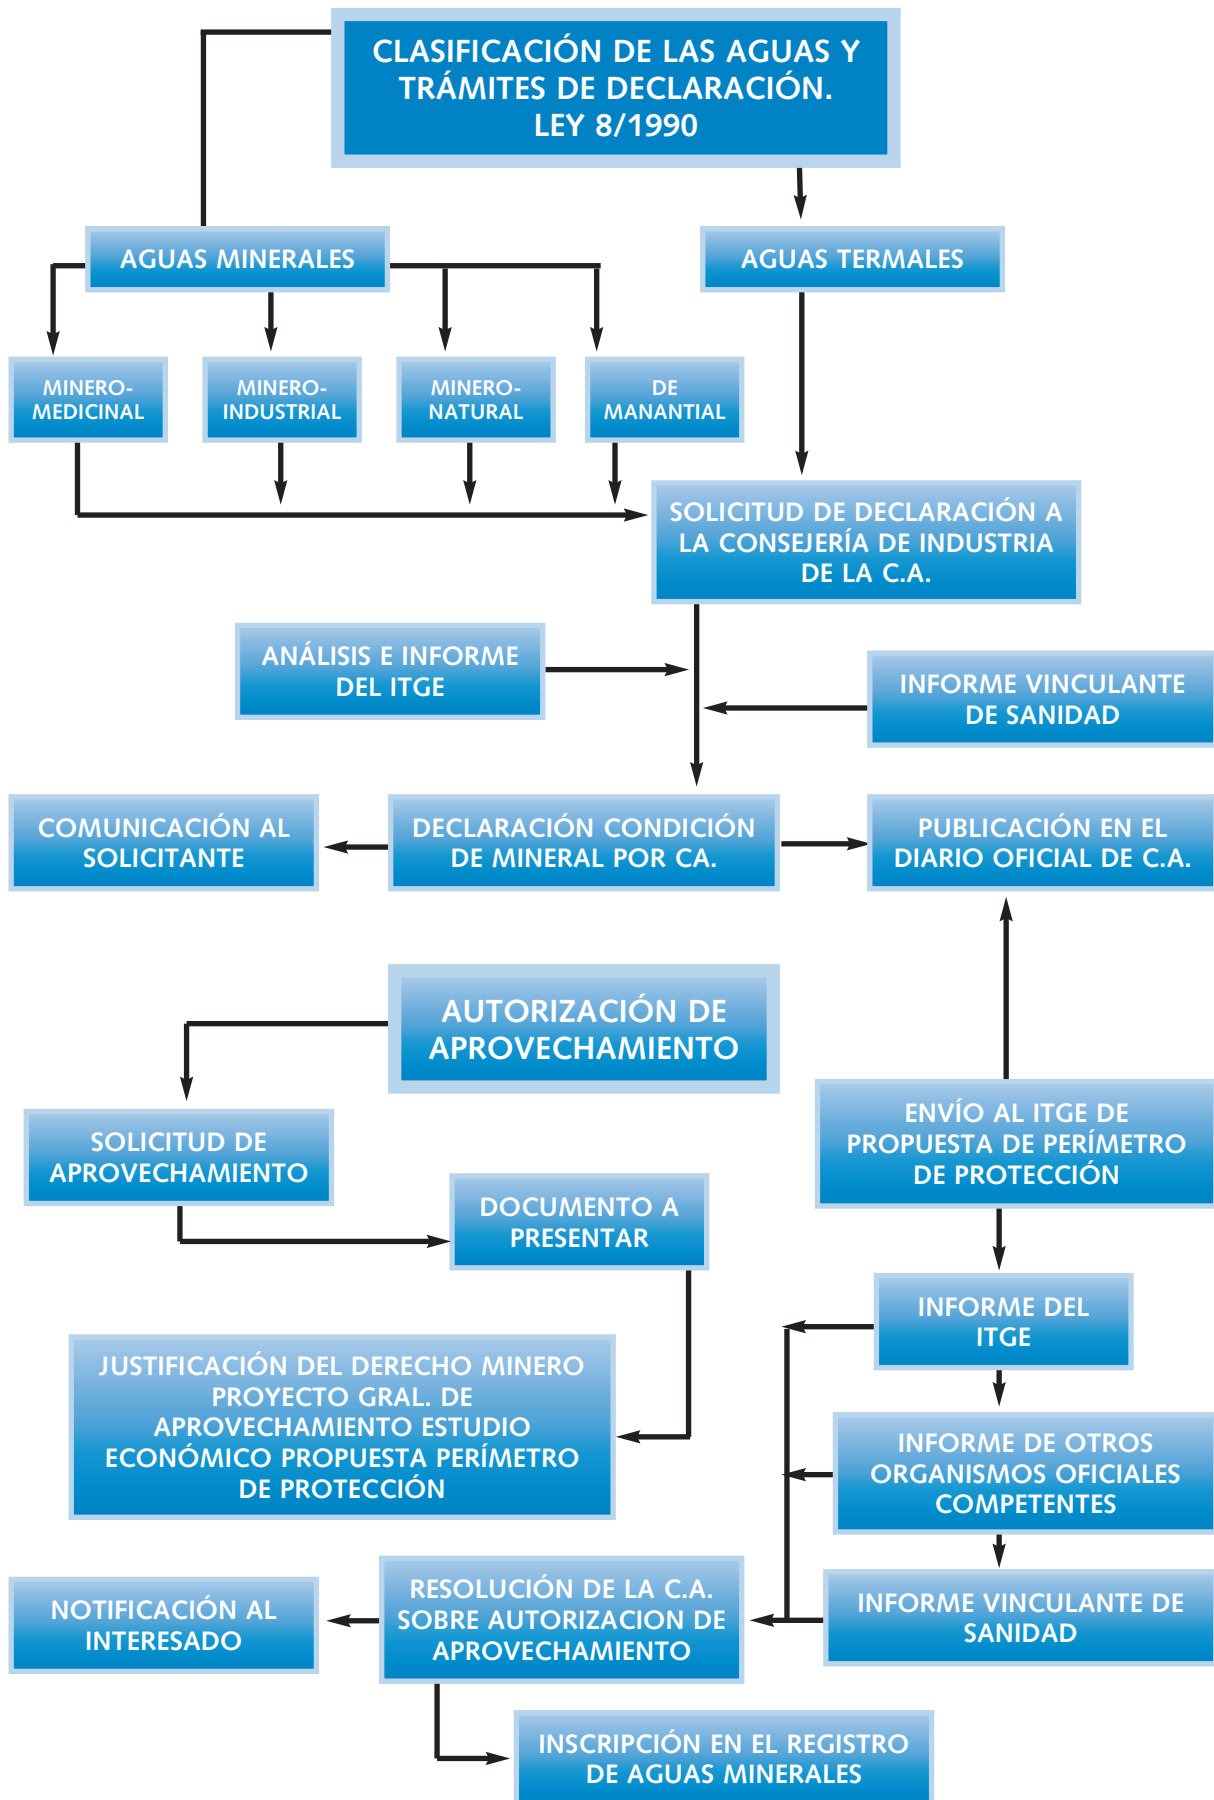 CLASIFICACIÓN DE LAS AGUAS Y
TRÁMITES DE DECLARACIÓN.
LEY 8/1990
AGUAS MINERALES
AGUAS TERMALES
MINERO-
MEDICINAL
MINERO-
INDUSTRIAL
MINERO-
NATURAL
DE
MANANTIAL
SOLICITUD DE DECLARACIÓN A
LA CONSEJERÍA DE INDUSTRIA
DE LA C.A.
ANÁLISIS E INFORME
DEL ITGE
INFORME VINCULANTE
DE SANIDAD
COMUNICACIÓN AL
SOLICITANTE
DECLARACIÓN CONDICIÓN
DE MINERAL POR CA.
PUBLICACIÓN EN EL
DIARIO OFICIAL DE C.A.
AUTORIZACIÓN DE
APROVECHAMIENTO
SOLICITUD DE
APROVECHAMIENTO
ENVÍO AL ITGE DE
PROPUESTA DE PERÍMETRO
DE PROTECCIÓN
DOCUMENTO A
PRESENTAR
INFORME DEL
ITGE
JUSTIFICACIÓN DEL DERECHO MINERO
PROYECTO GRAL. DE
APROVECHAMIENTO ESTUDIO
ECONÓMICO PROPUESTA PERÍMETRO
DE PROTECCIÓN
INFORME DE OTROS
ORGANISMOS OFICIALES
COMPETENTES
NOTIFICACIÓN AL
INTERESADO
RESOLUCIÓN DE LA C.A.
SOBRE AUTORIZACION DE
APROVECHAMIENTO
INFORME VINCULANTE DE
SANIDAD
INSCRIPCIÓN EN EL REGISTRO
DE AGUAS MINERALES